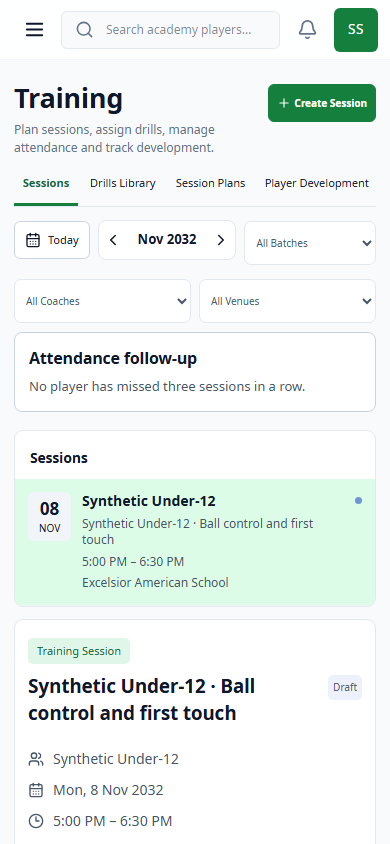 Search academy players...
SS
Training
Create Session
Plan sessions, assign drills, manage
attendance and track development.
Sessions
Drills Library
Session Plans
Player Development
Today
Nov 2032
All Batches
All Coaches
All Venues
Attendance follow-up
No player has missed three sessions in a row.
Sessions
08
NOV
Synthetic Under-12
Synthetic Under-12 · Ball control and first
touch
5:00 PM – 6:30 PM
Excelsior American School
Training Session
Synthetic Under-12 · Ball
control and first touch
Draft
Synthetic Under-12
Mon, 8 Nov 2032
5:00 PM – 6:30 PM